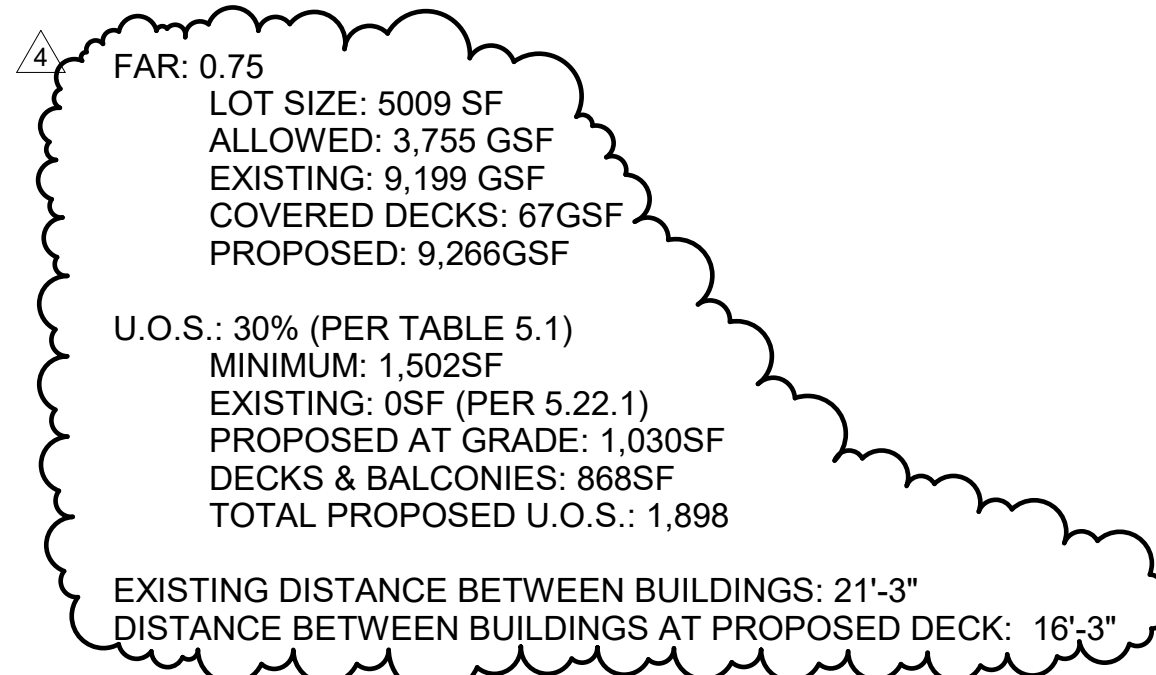 4
FAR: 0.75
LOT SIZE: 5009 SF
ALLOWED: 3,755 GSF
EXISTING: 9,199 GSF
COVERED DECKS: 67GSF
PROPOSED: 9,266GSF
U.O.S.: 30% (PER TABLE 5.1)
MINIMUM: 1,502SF
EXISTING: 0SF (PER 5.22.1)
PROPOSED AT GRADE: 1,030SF
DECKS & BALCONIES: 868SF
TOTAL PROPOSED U.O.S.: 1,898
EXISTING DISTANCE BETWEEN BUILDINGS: 21'-3"
DISTANCE BETWEEN BUILDINGS AT PROPOSED DECK: 16'-3"